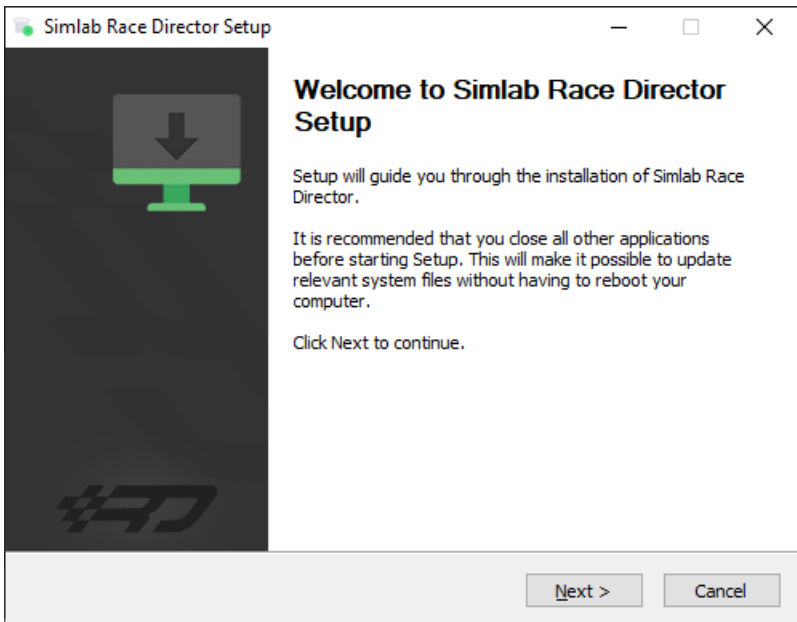 Simlab Race Director Setup
Welcome to Simlab Race Director
Setup
Setup will guide you through the installation of Simlab Race
Director.
It is recommended that you close all other applications
before starting Setup. This will make it possible to update
relevant system files without having to reboot your
computer.
Click Next to continue.
RD
Next >
Cancel